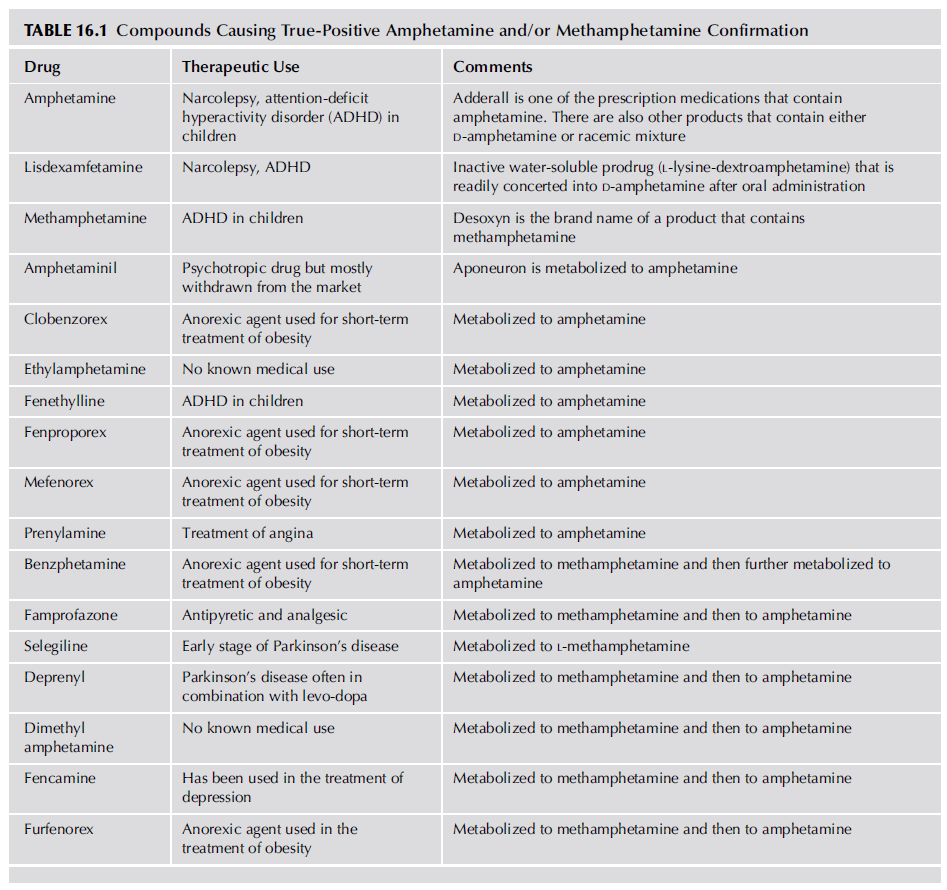 TABLE 16.1 Compounds Causing True-Positive Amphetamine and/or Methamphetamine Confirmation
Drug Therapeutic Use Comments
Amphetamine Narcolepsy, attention-deficit Adderall is one of the prescription medications that contain
hyperactivity disorder (ADHD) in amphetamine. There are also other products that contain either
children D-amphetamine or racemic mixture
Lisdexamfetamine Narcolepsy, ADHD Inactive water-soluble prodrug (L-lysine-dextroamphetamine) that is
readily concerted into D-amphetamine after oral administration
Methamphetamine ADHD in children Desoxyn is the brand name of a product that contains
methamphetamine
Amphetaminil Psychotropic drug but mostly Aponeuron is metabolized to amphetamine
withdrawn from the market
Clobenzorex Anorexic agent used for short-term Metabolized to amphetamine
treatment of obesity
Ethylamphetamine No known medical use Metabolized to amphetamine
Fenethylline ADHD in children Metabolized to amphetamine
Fenproporex Anorexic agent used for short-term Metabolized to amphetamine
treatment of obesity
Mefenorex Anorexic agent used for short-term Metabolized to amphetamine
treatment of obesity
Prenylamine Treatment of angina Metabolized to amphetamine
Benzphetamine Anorexic agent used for short-term Metabolized to methamphetamine and then further metabolized to
treatment of obesity amphetamine
Famprofazone Antipyretic and analgesic Metabolized to methamphetamine and then to amphetamine
Selegiline Early stage of Parkinson's disease Metabolized to L-methamphetamine
Deprenyl Parkinson's disease often in Metabolized to methamphetamine and then to amphetamine
combination with levo-dopa
Dimethyl No known medical use Metabolized to methamphetamine and then to amphetamine
amphetamine
Fencamine Has been used in the treatment of Metabolized to methamphetamine and then to amphetamine
depression
Furfenorex Anorexic agent used in the Metabolized to methamphetamine and then to amphetamine
treatment of obesity